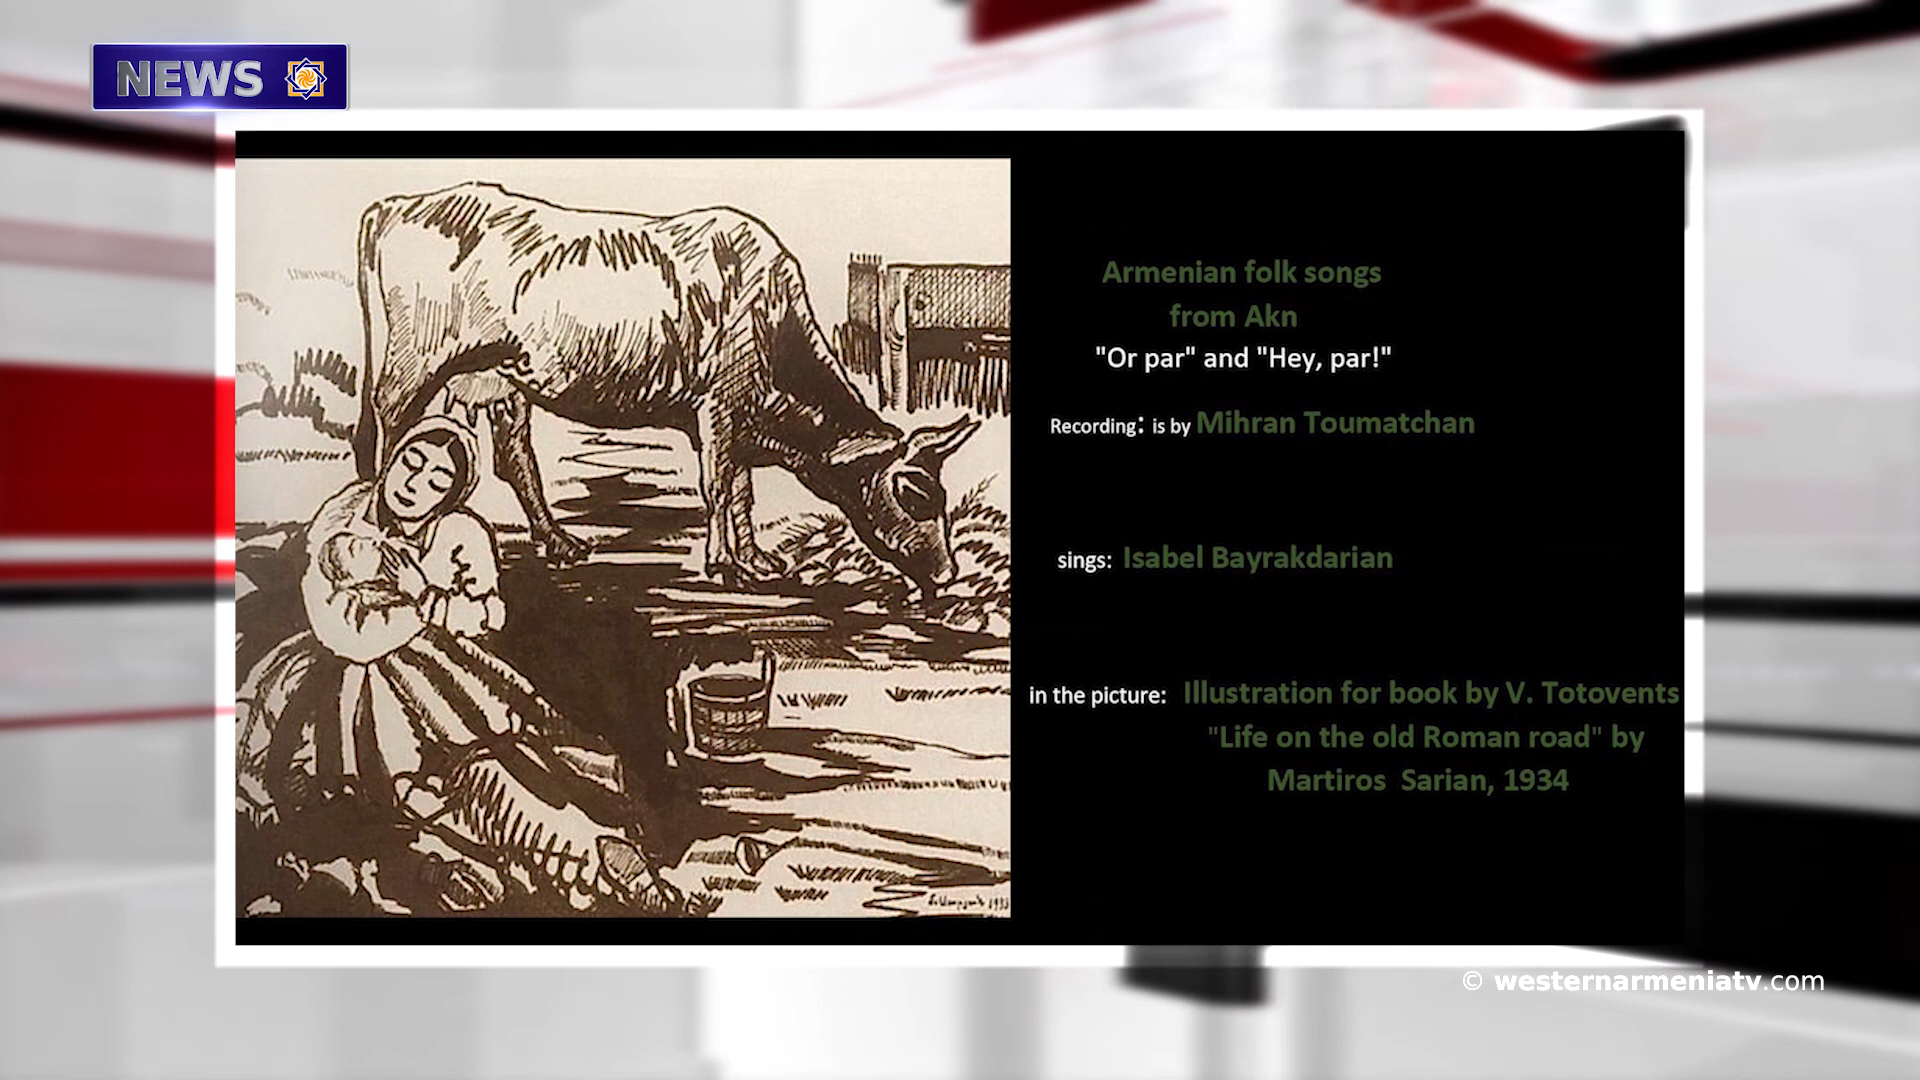 NEWS
Armenian folk songs
from Akn
"Or par" and "Hey, par!"
Recording: is by Mihran Toumatchan
sings: Isabel Bayrakdarian
in the picture: Illustration for book by V. Totovents
"Life on the old Roman road" by
Martiros Sarian, 1934
© westernarmeniatv.com